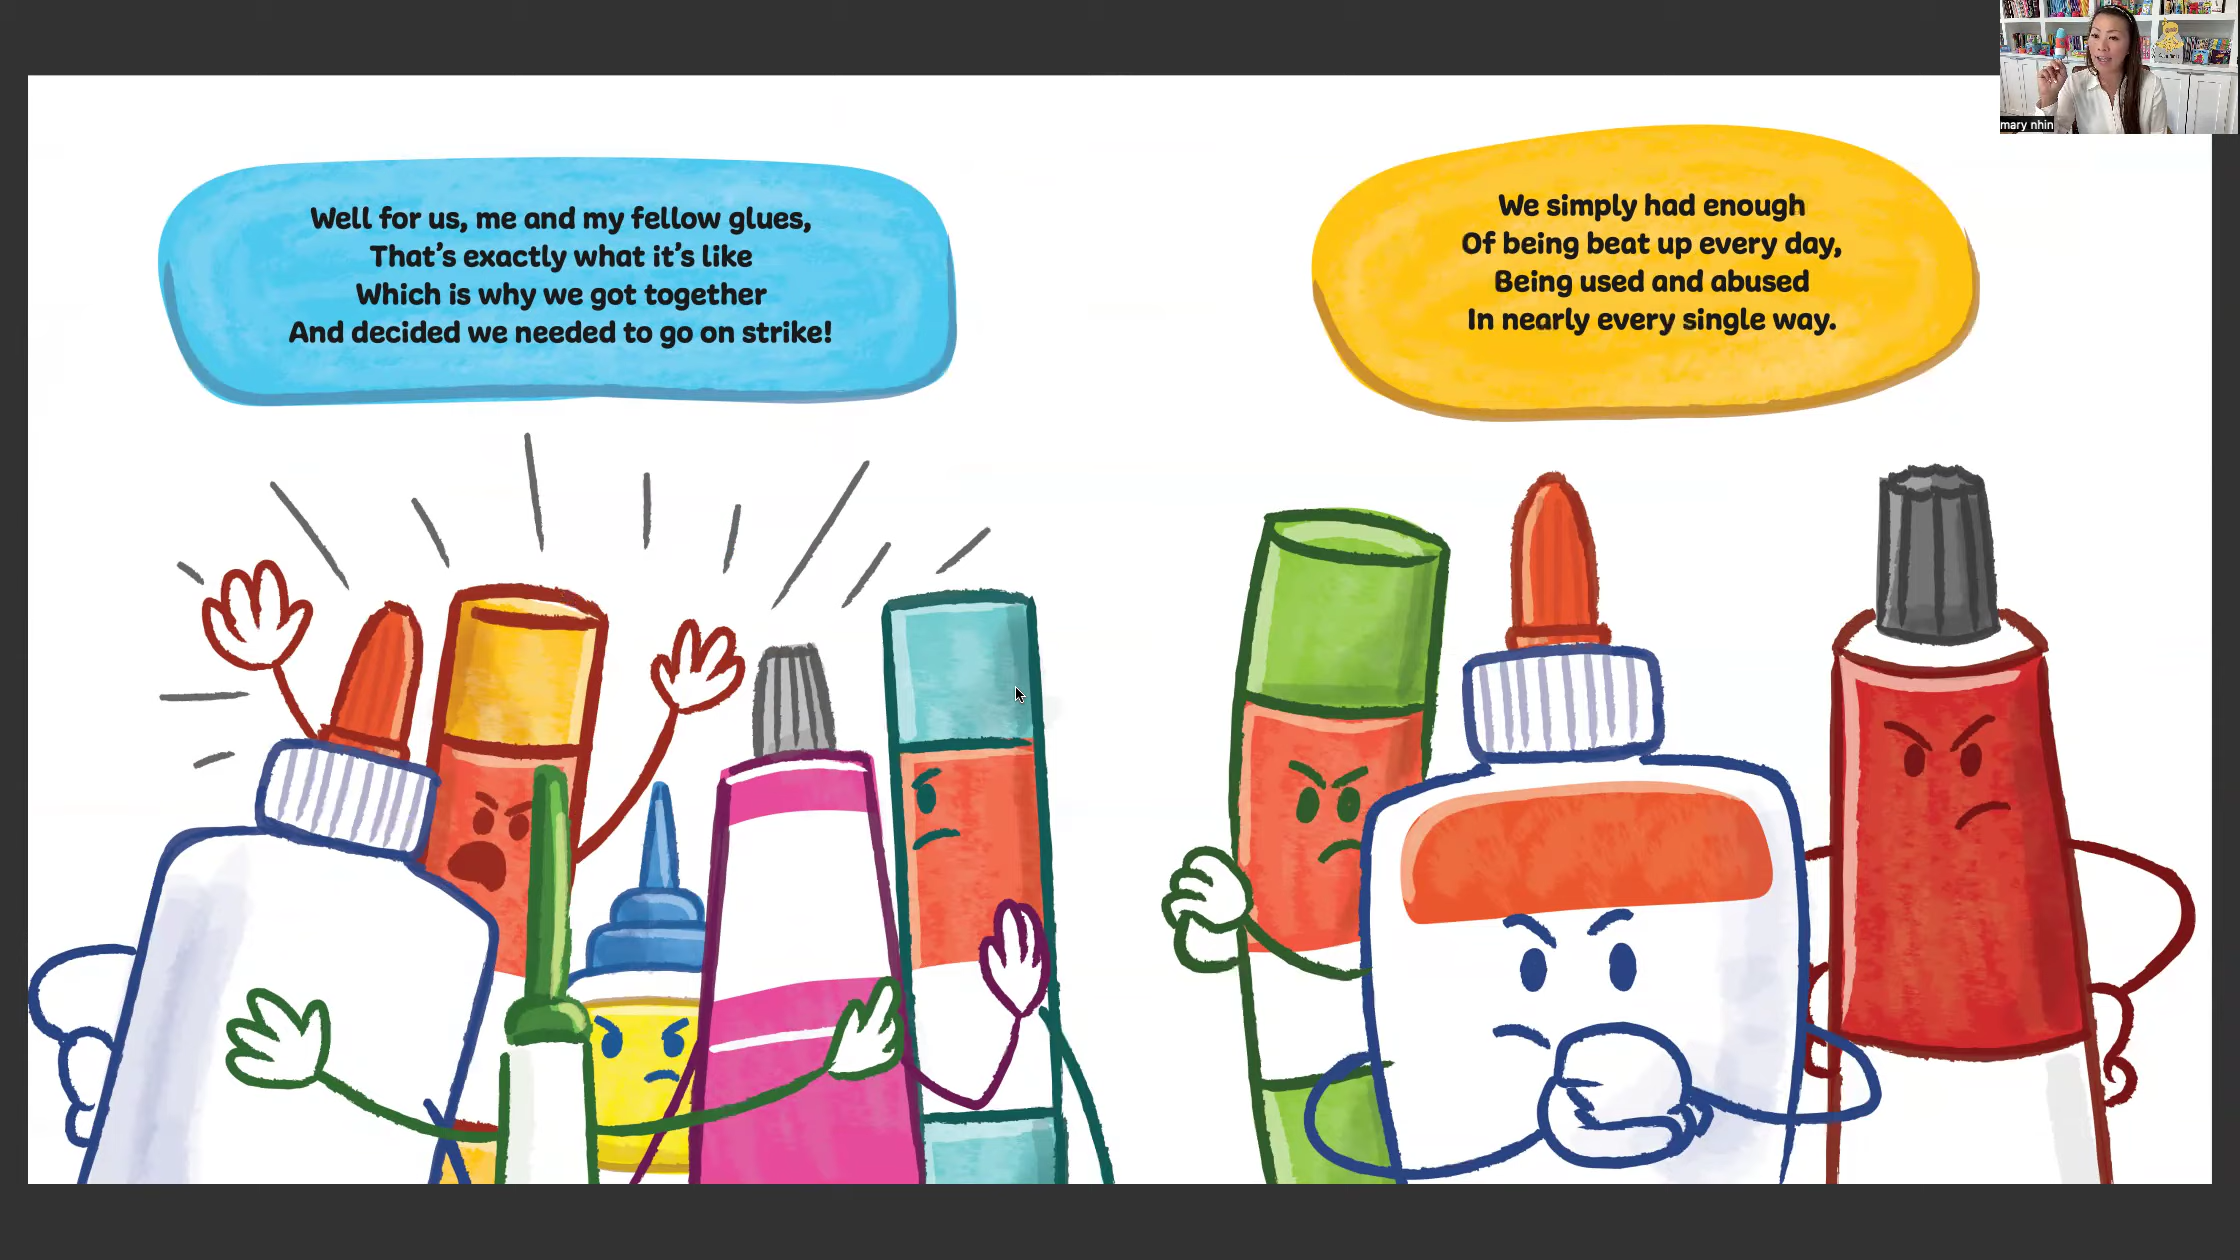 Well for us, me and my fellow glues,
That's exactly what it's like
Which is why we got together
And decided we needed to go on strike!
We simply had enough
Of being beat up every day,
Being used and abused
In nearly every single way.
mary nhin